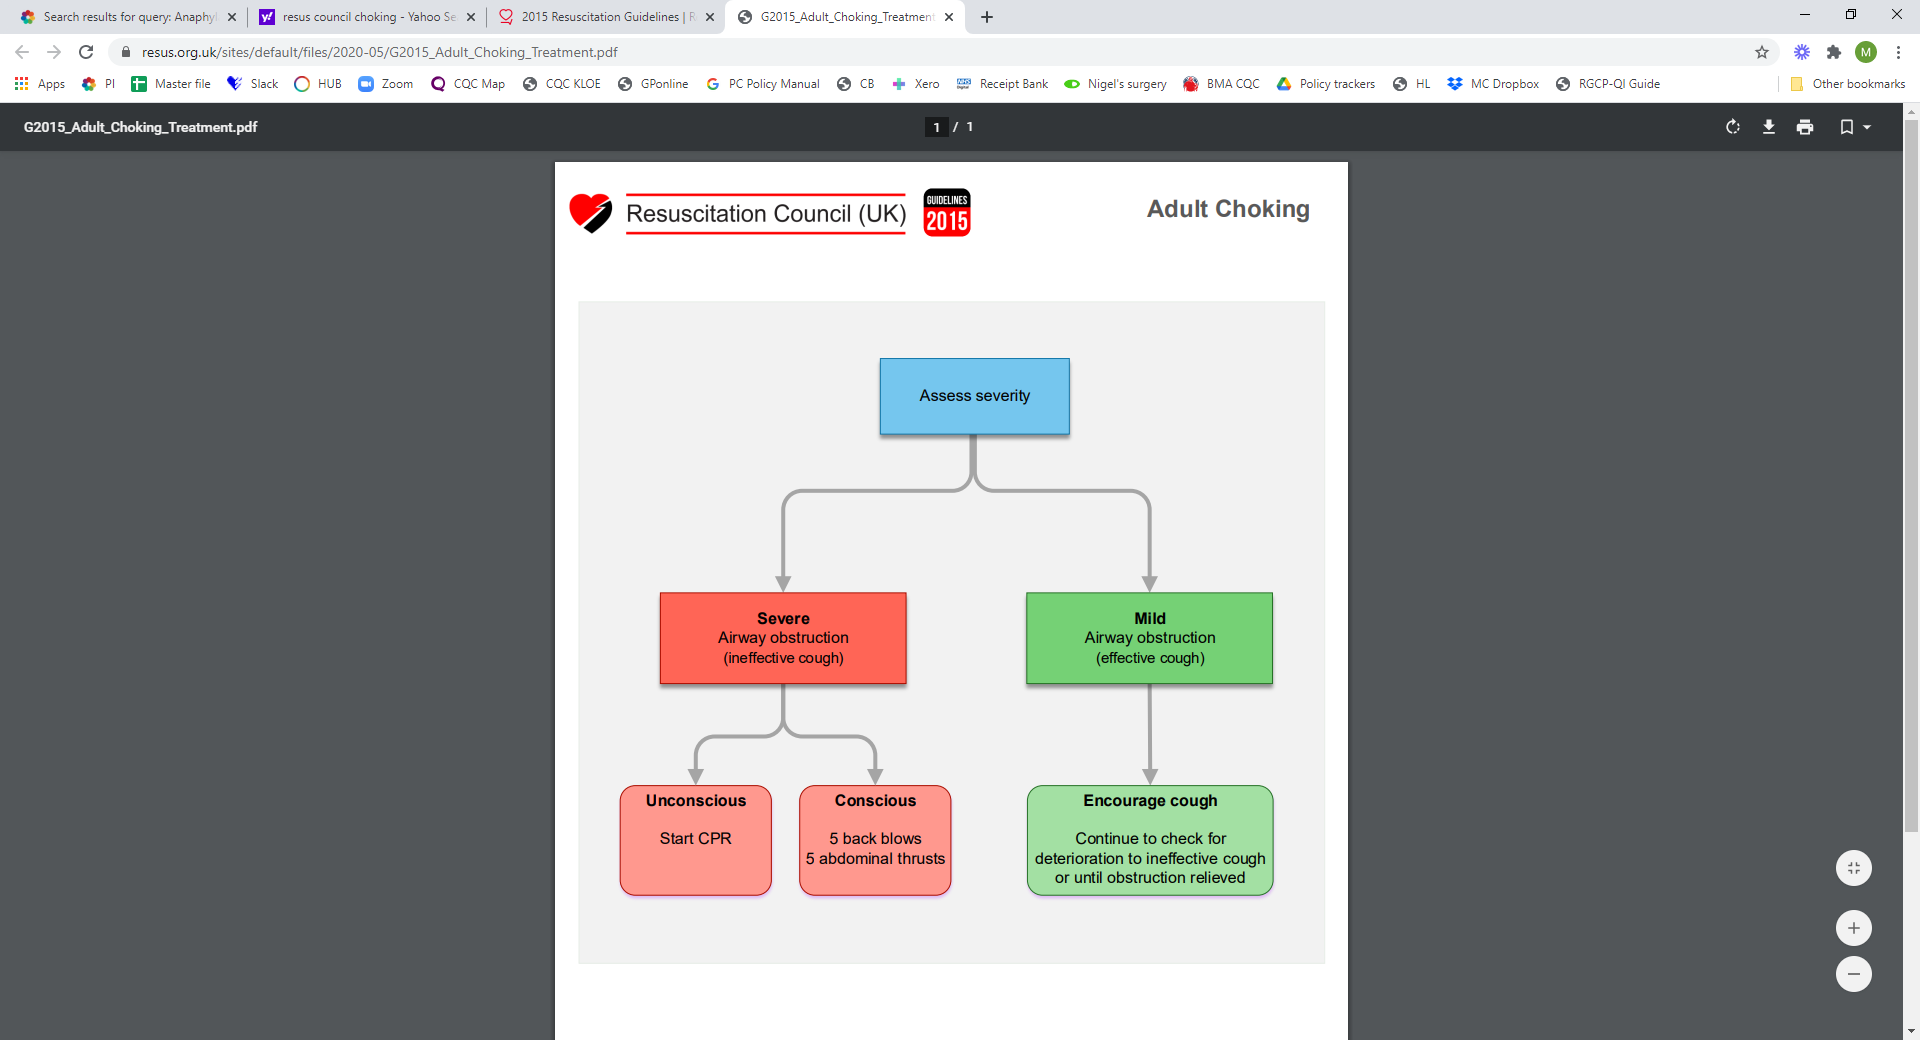 Search results for query: Anaphyl
resus council choking - Yahoo Se
2015 Resuscitation Guidelines | R
G2015_Adult_Choking_Treatment
resus.org.uk/sites/default/files/2020-05/G2015_Adult_Choking_Treatment.pdf
M
Apps
PI
Master file
Slack
HUB
Zoom
CQC Map
CQC KLOE
GPonline
PC Policy Manual
CB
Xero
Receipt Bank
Nigel's surgery
BMA CQC
Policy trackers
HL
MC Dropbox
RGCP-QI Guide
Other bookmarks
G2015_Adult_Choking_Treatment.pdf
1 / 1
Resuscitation Council (UK)
GUIDELINES
2015
Adult Choking
Assess severity
Severe
Airway obstruction
(ineffective cough)
Mild
Airway obstruction
(effective cough)
Unconscious
Start CPR
Conscious
5 back blows
5 abdominal thrusts
Encourage cough
Continue to check for
deterioration to ineffective cough
or until obstruction relieved